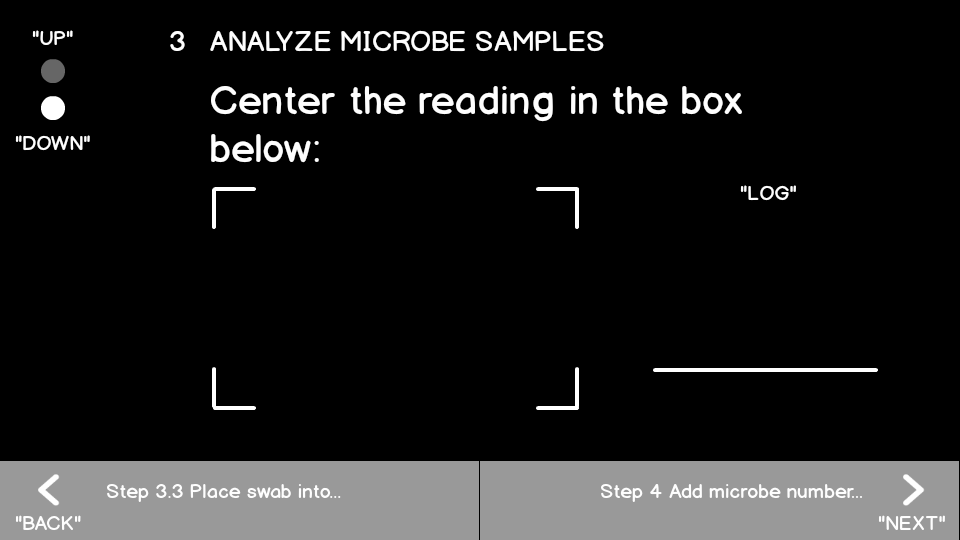 "UP"
"DOWN"
3 ANALYZE MICROBE SAMPLES
Center the reading in the box
below:
"LOG"
Step 3.3 Place swab into...
"BACK"
Step 4 Add microbe number...
"NEXT"